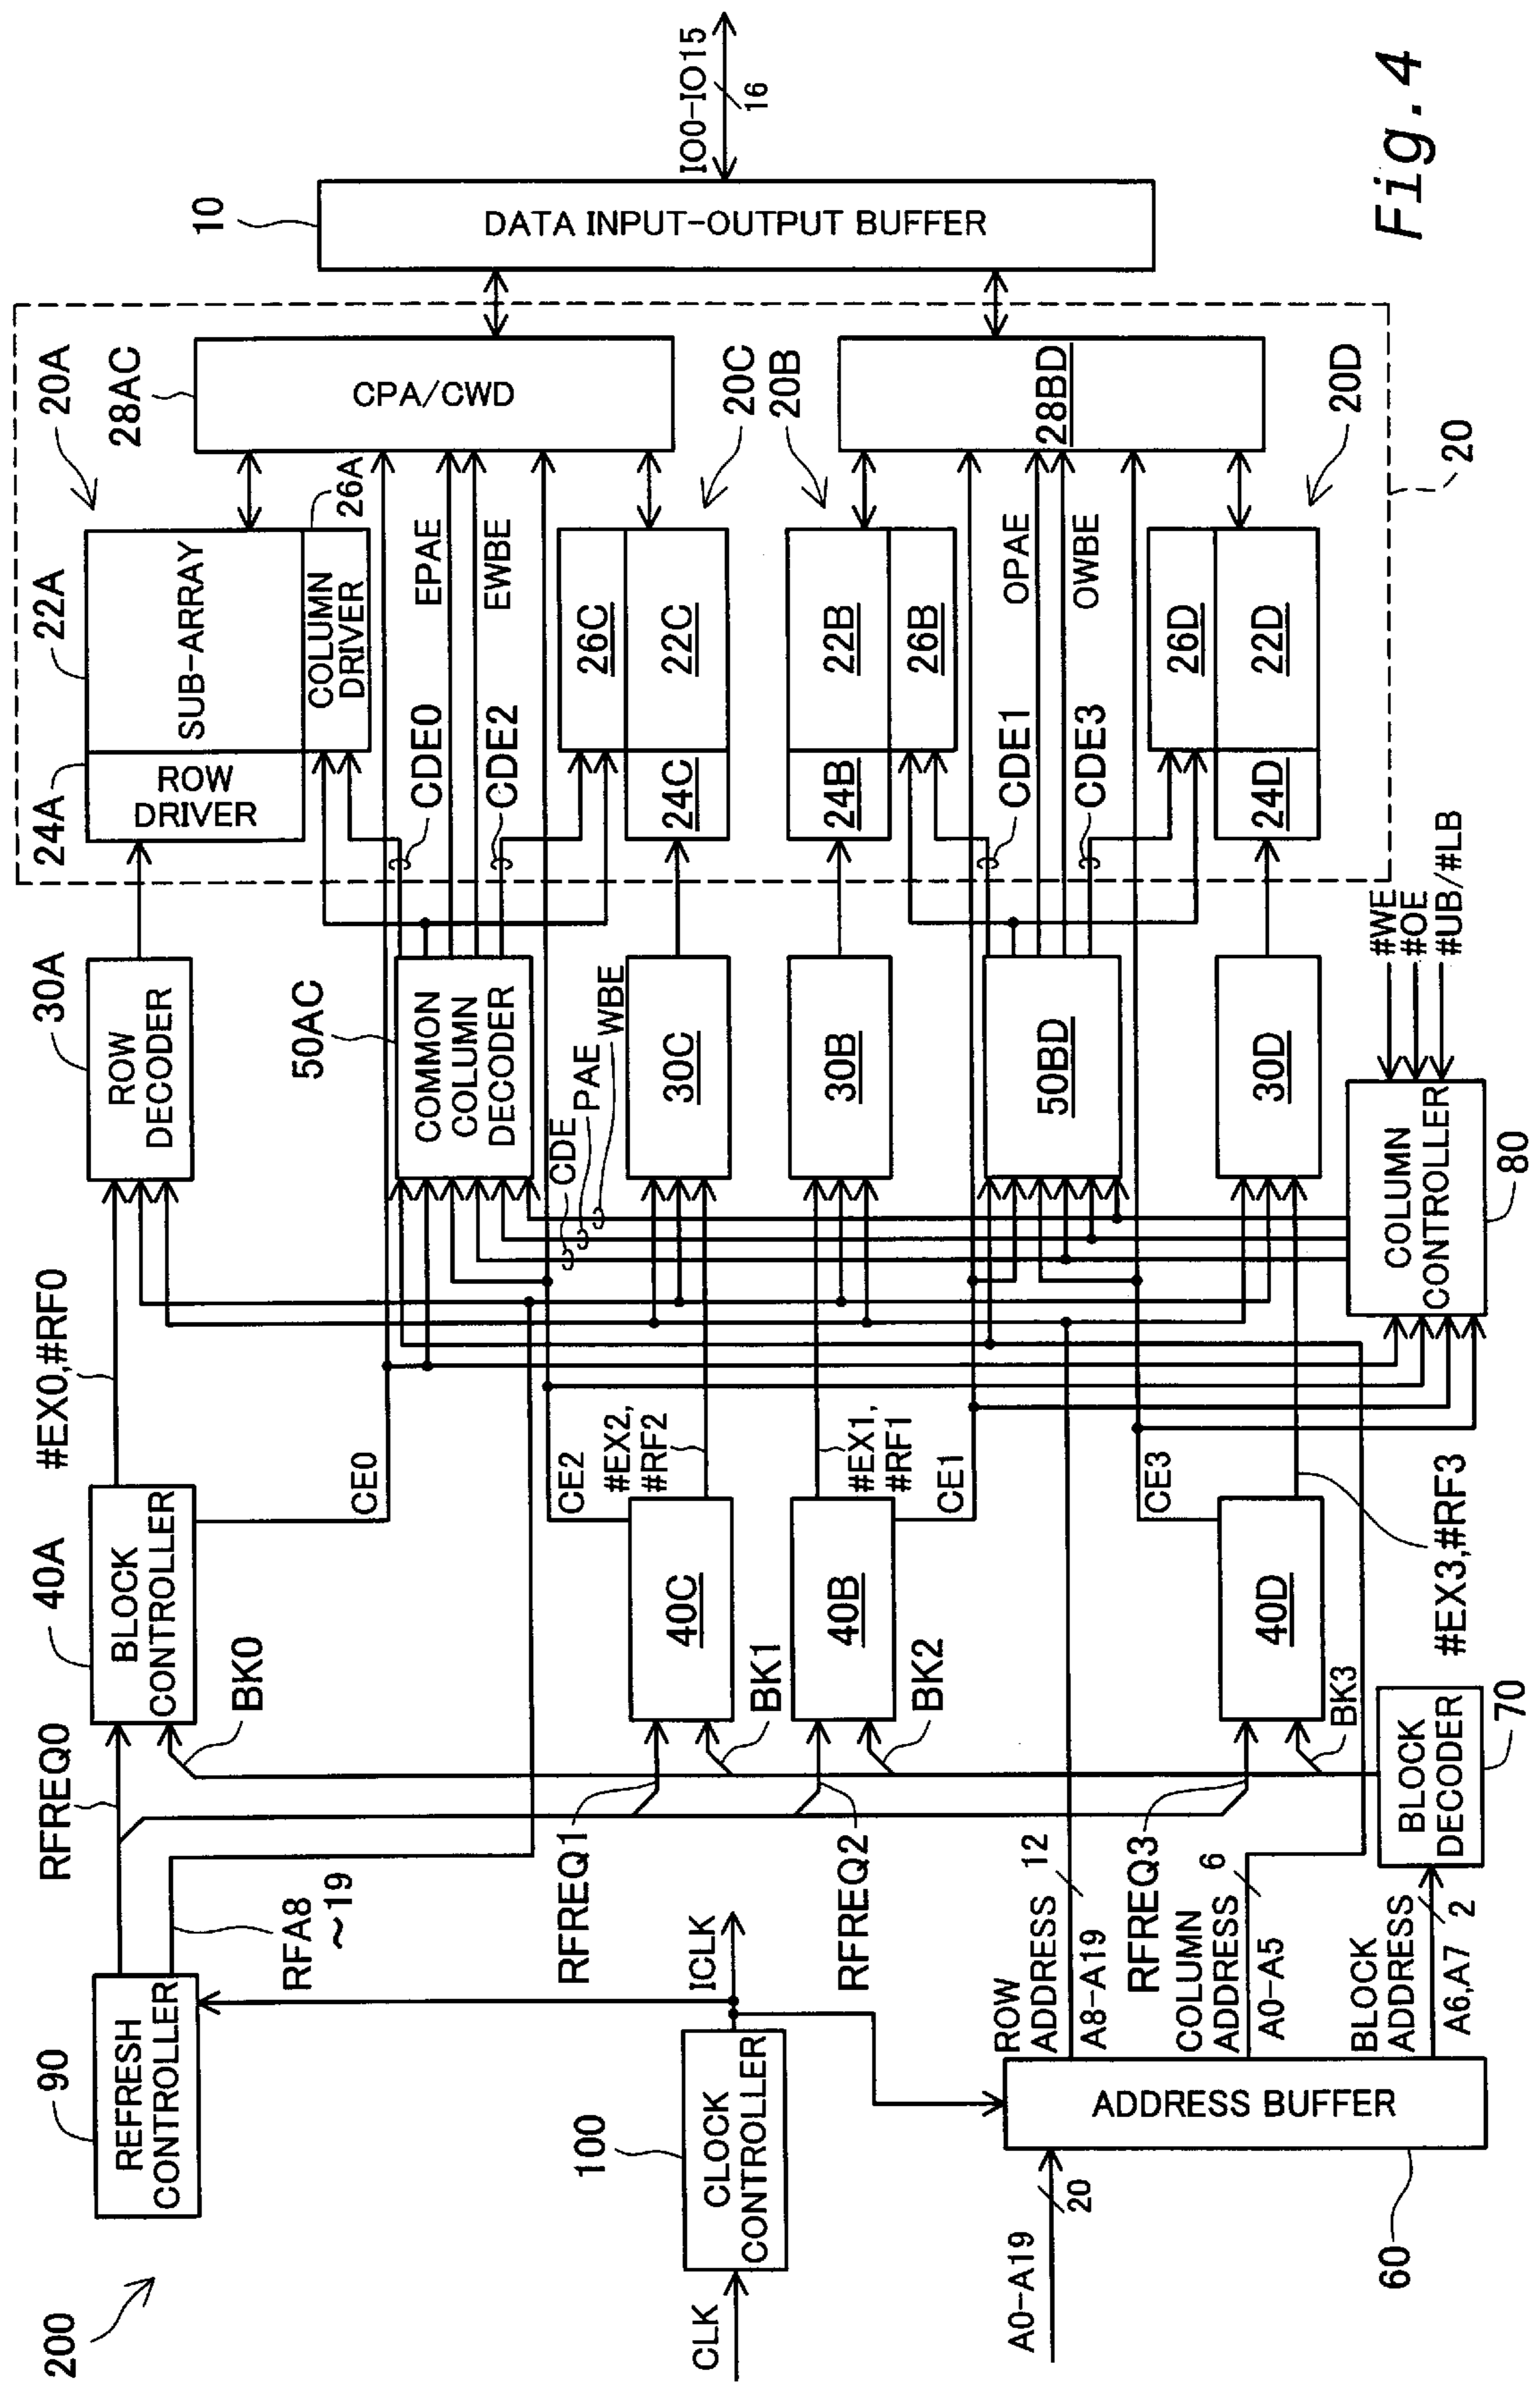 Fig.4
200
90
REFRESH
CONTROLLER
RFREQ0
RFA8
~19
40A
BLOCK
CONTROLLER
BK0
#EX0,#RF0
CE0
30A
ROW
DECODER
24A
ROW
DRIVER
22A
SUB-ARRAY
COLUMN
DRIVER
26A
20A
28AC
CPA/CWD
10
DATA INPUT-OUTPUT BUFFER
IO0-IO15
16
50AC
COMMON
COLUMN
DECODER
CDE0
EPAE
EWBE
CDE2
CDE
PAE
WBE
CE2
#EX2,
#RF2
40C
RFREQ1
BK1
30C
24C
26C
22C
20C
20B
100
CLOCK
CONTROLLER
CLK
ICLK
RFREQ2
40B
BK2
#EX1,
#RF1
CE1
30B
24B
22B
26B
50BD
CDE1
OPAE
OWBE
CDE3
28BD
CE3
40D
RFREQ3
BK3
#EX3,#RF3
30D
24D
26D
22D
20D
20
A0-A19
20
60
ADDRESS BUFFER
ROW
ADDRESS
A8-A19
12
COLUMN
ADDRESS
A0-A5
6
BLOCK
ADDRESS
A6,A7
2
BLOCK
DECODER
70
COLUMN
CONTROLLER
80
#WE
#OE
#UB/#LB